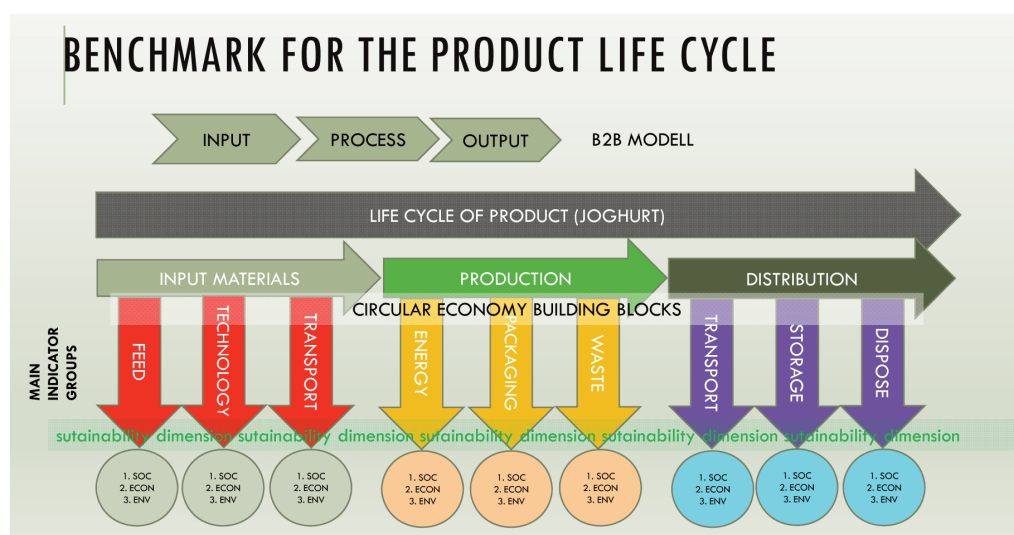 BENCHMARK FOR THE PRODUCT LIFE CYCLE
INPUT
PROCESS
OUTPUT
B2B MODELL
LIFE CYCLE OF PRODUCT (JOGHURT)
INPUT MATERIALS
PRODUCTION
DISTRIBUTION
CIRCULAR ECONOMY BUILDING BLOCKS
MAIN
INDICATOR
GROUPS
FEED
TECHNOLOGY
TRANSPORT
ENERGY
PACKAGING
WASTE
TRANSPORT
STORAGE
DISPOSE
sutainability dimension sutainability dimension sutainability dimension sutainability dimension sutainability dimension
1. SOC
2. ECON
3. ENV
1. SOC
2. ECON
3. ENV
1. SOC
2. ECON
3. ENV
1. SOC
2. ECON
3. ENV
1. SOC
2. ECON
3. ENV
1. SOC
2. ECON
3. ENV
1. SOC
2. ECON
3. ENV
1. SOC
2. ECON
3. ENV
1. SOC
2. ECON
3. ENV